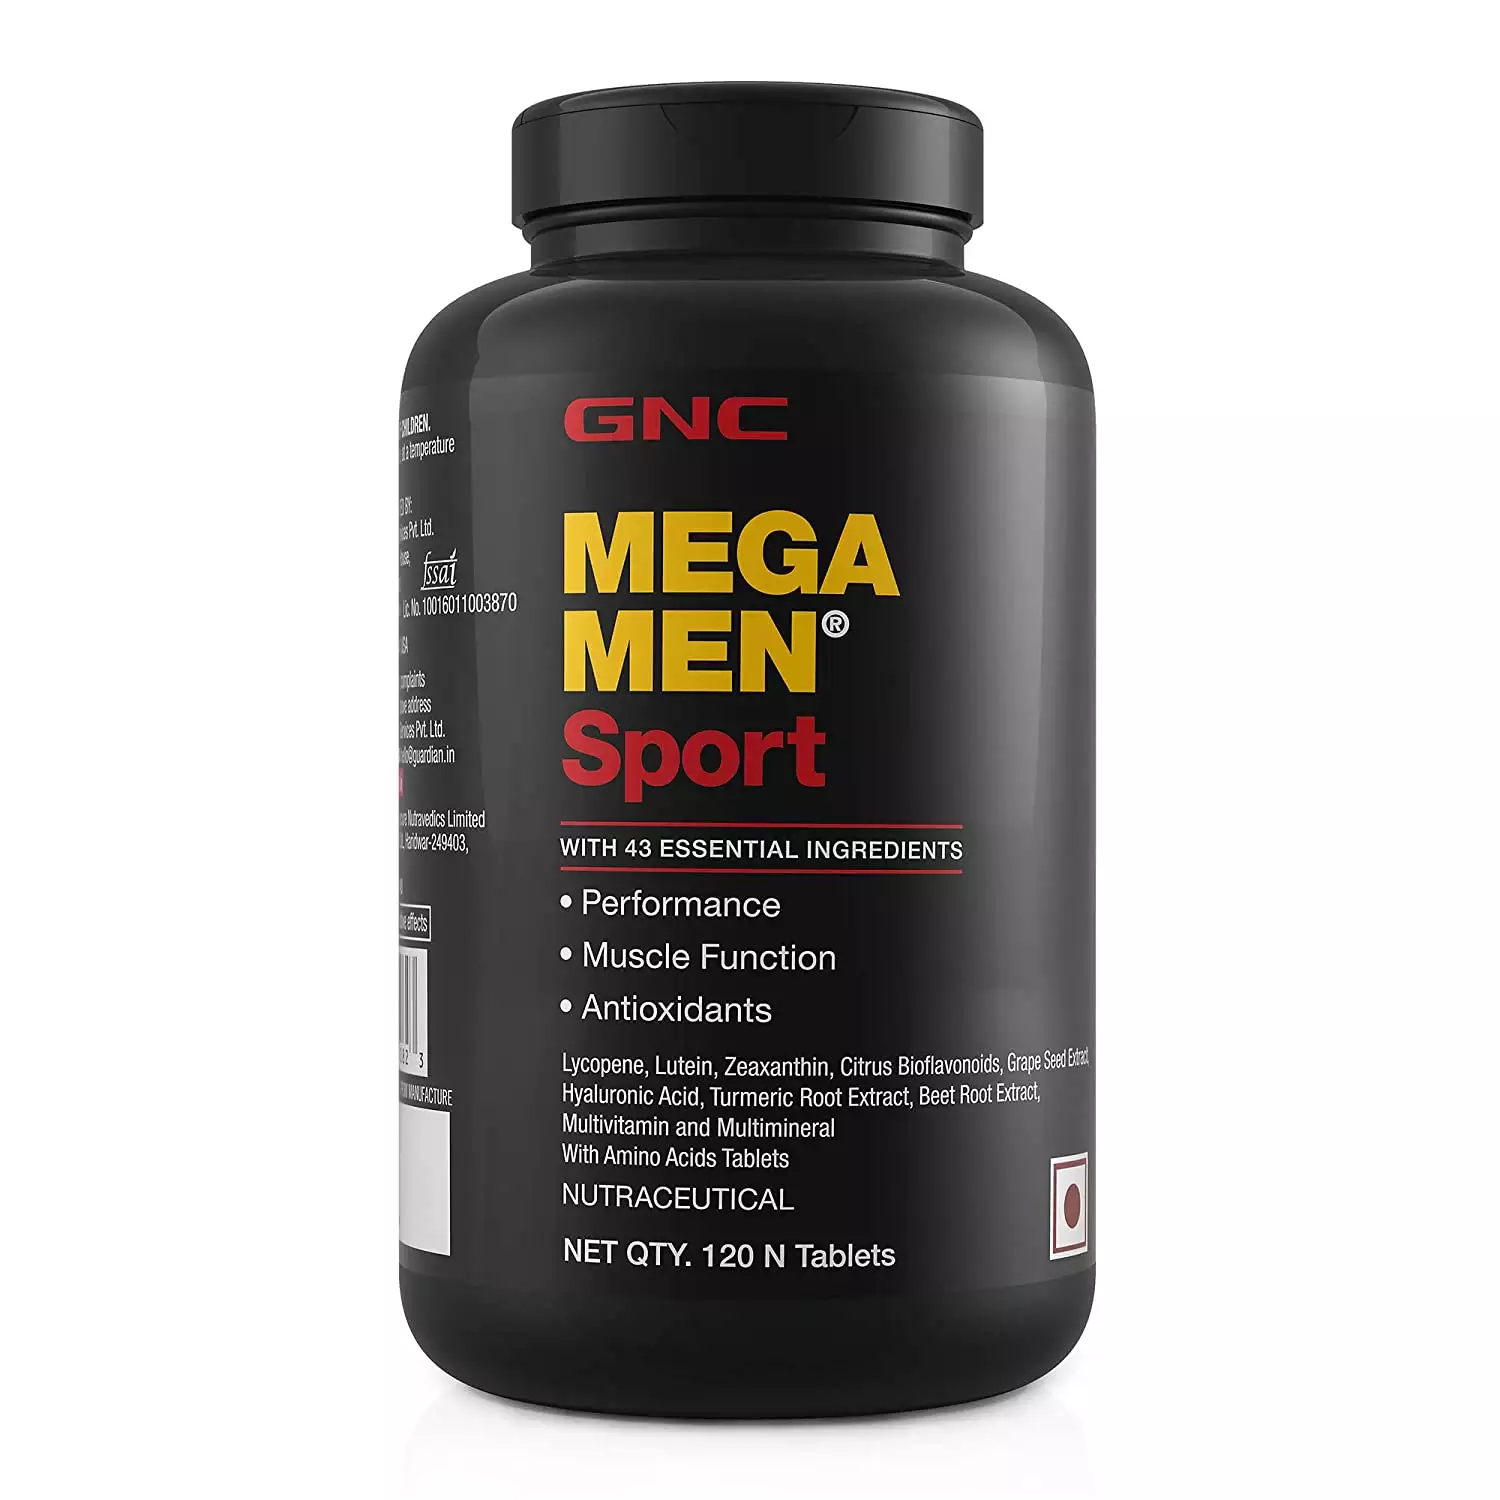 GNC
MEGA
MEN®
Sport
WITH 43 ESSENTIAL INGREDIENTS
• Performance
• Muscle Function
• Antioxidants
Lycopene, Lutein, Zeaxanthin, Citrus Bioflavonoids, Grape Seed Extract,
Hyaluronic Acid, Turmeric Root Extract, Beet Root Extract,
Multivitamin and Multimineral
With Amino Acids Tablets
NUTRACEUTICAL
NET QTY. 120 N Tablets
CHILDREN.
at a temperature
BY:
Pvt. Ltd.
fssai
Lic. No. 10016011003870
USA
complaints
address
Services Pvt. Ltd.
@guardian.in
Nutravedics Limited
Haridwar-249403,
effects
3
MANUFACTURE